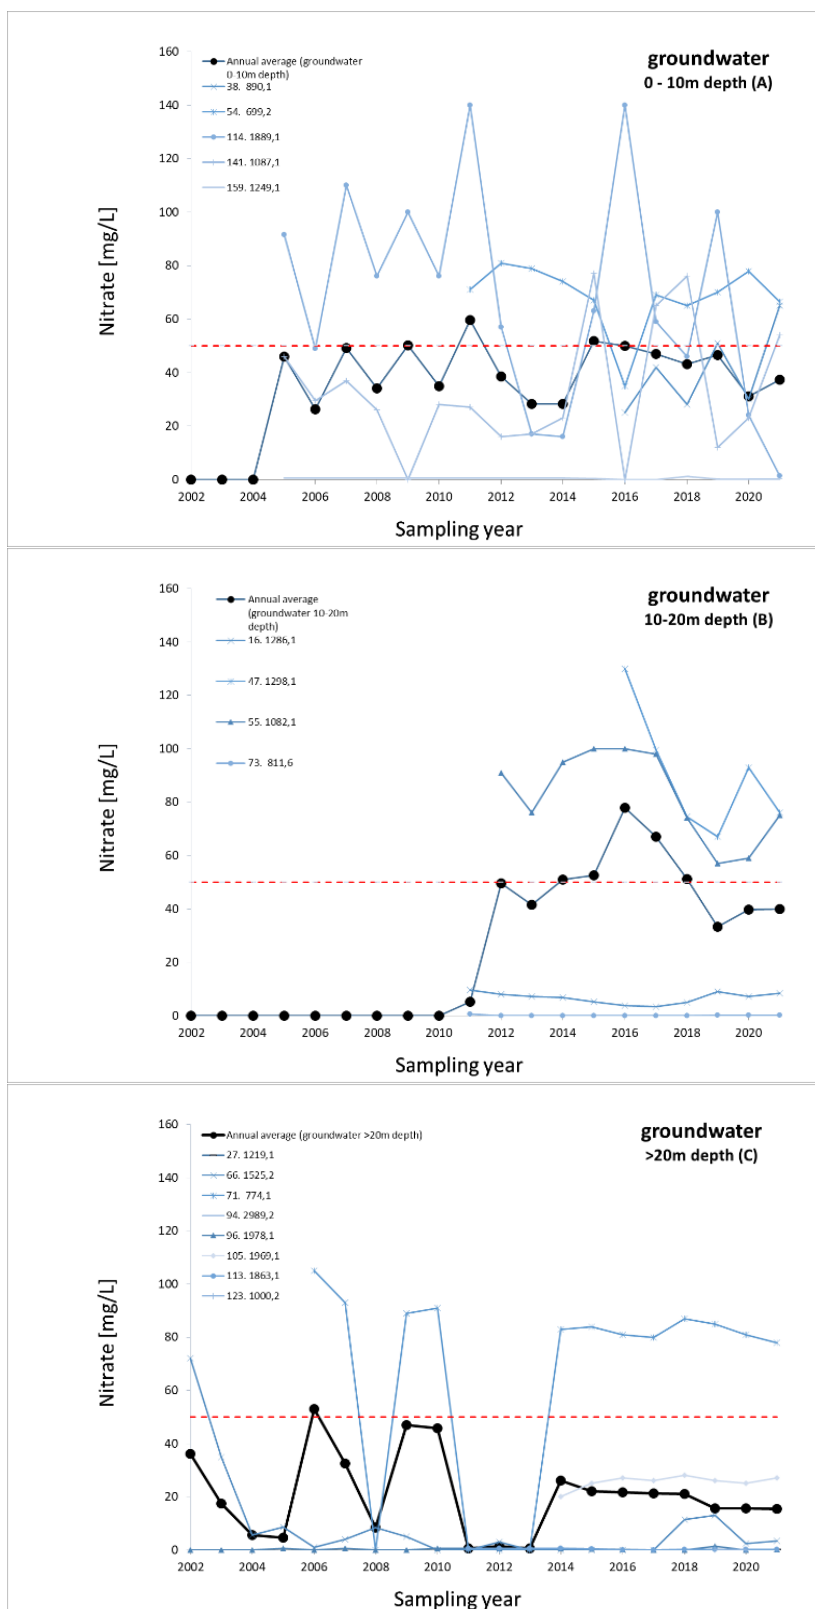 groundwater
0 - 10m depth (A)
Annual average (groundwater
0-10m depth)
38. 890,1
54. 699,2
114. 1889,1
141. 1087,1
159. 1249,1
Nitrate [mg/L]
160
140
120
100
80
60
40
20
0
2002 2004 2006 2008 2010 2012 2014 2016 2018 2020
Sampling year
groundwater
10-20m depth (B)
Annual average
(groundwater 10-20m
depth)
16. 1286,1
47. 1298,1
55. 1082,1
73. 811,6
Nitrate [mg/L]
160
140
120
100
80
60
40
20
0
2002 2004 2006 2008 2010 2012 2014 2016 2018 2020
Sampling year
groundwater
>20m depth (C)
Annual average (groundwater >20m depth)
27. 1219,1
66. 1525,2
71. 774,1
94. 2989,2
96. 1978,1
105. 1969,1
113. 1863,1
123. 1000,2
Nitrate [mg/L]
160
140
120
100
80
60
40
20
0
2002 2004 2006 2008 2010 2012 2014 2016 2018 2020
Sampling year